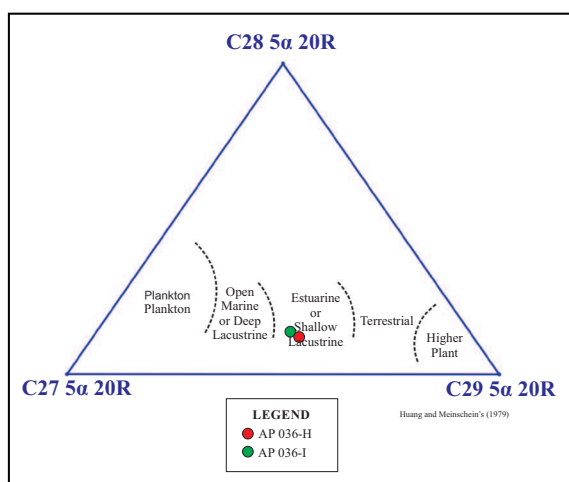 C28 5α 20R
Plankton
Plankton
Open
Marine
or Deep
Lacustrine
Estuarine
or
Shallow
Lacustrine
Terrestrial
Higher
Plant
C27 5α 20R
C29 5α 20R
LEGEND
AP 036-H
AP 036-I
Huang and Meinschein's (1979)